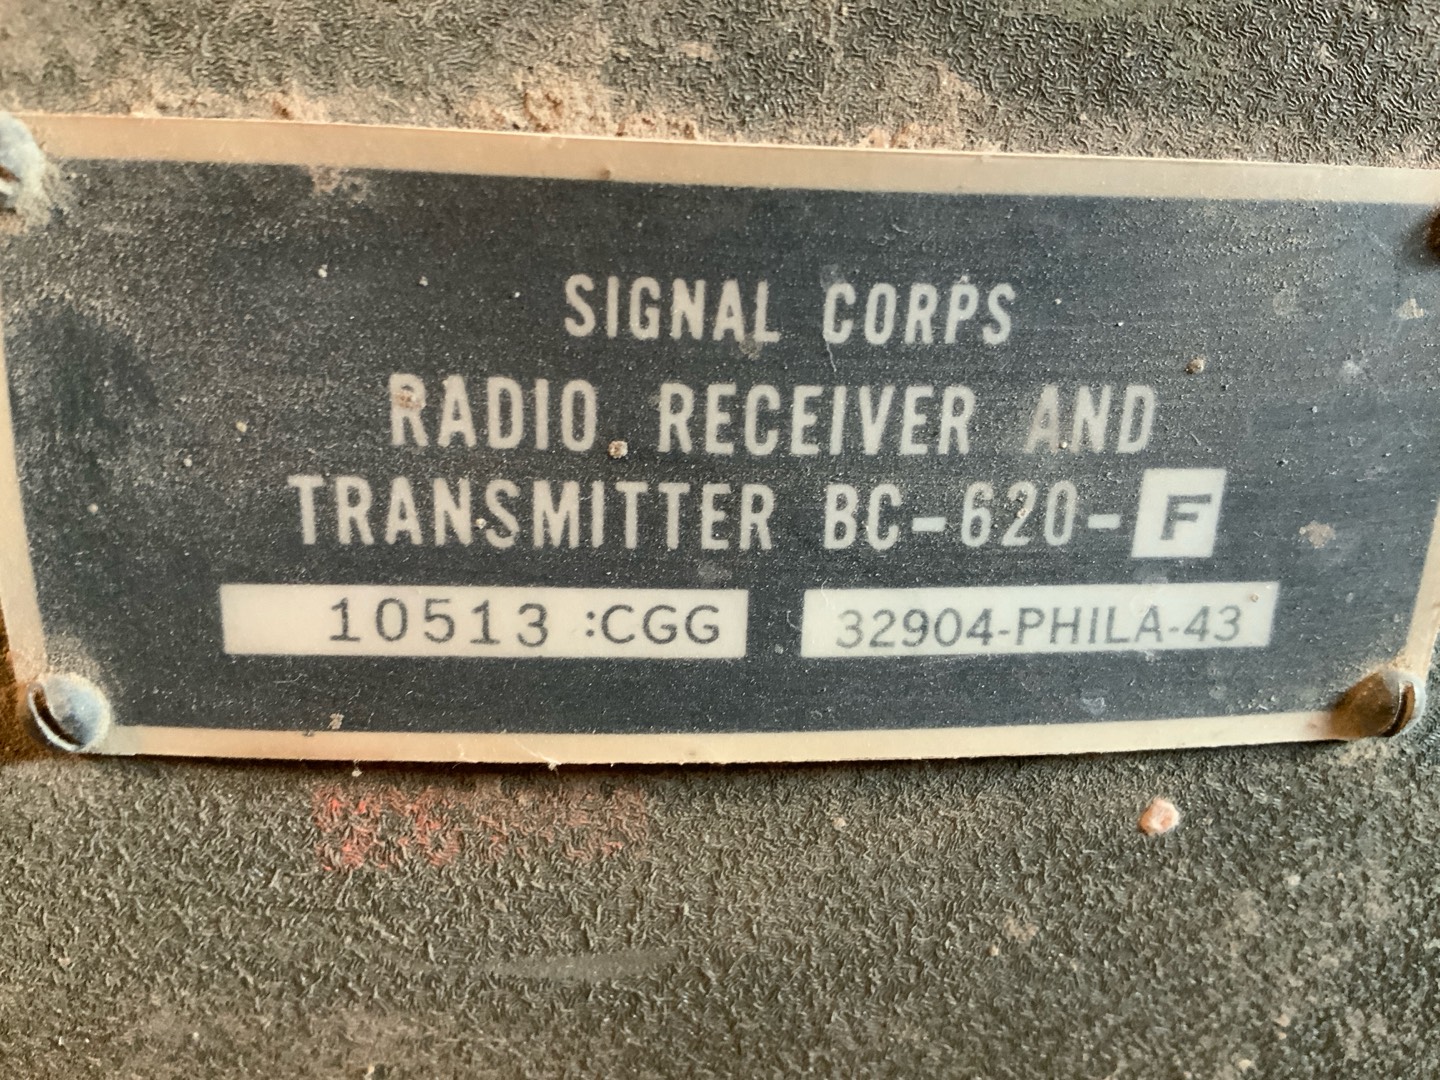 SIGNAL CORPS
RADIO RECEIVER AND
TRANSMITTER BC-620-F
10513 :CGG 32904-PHILA-43